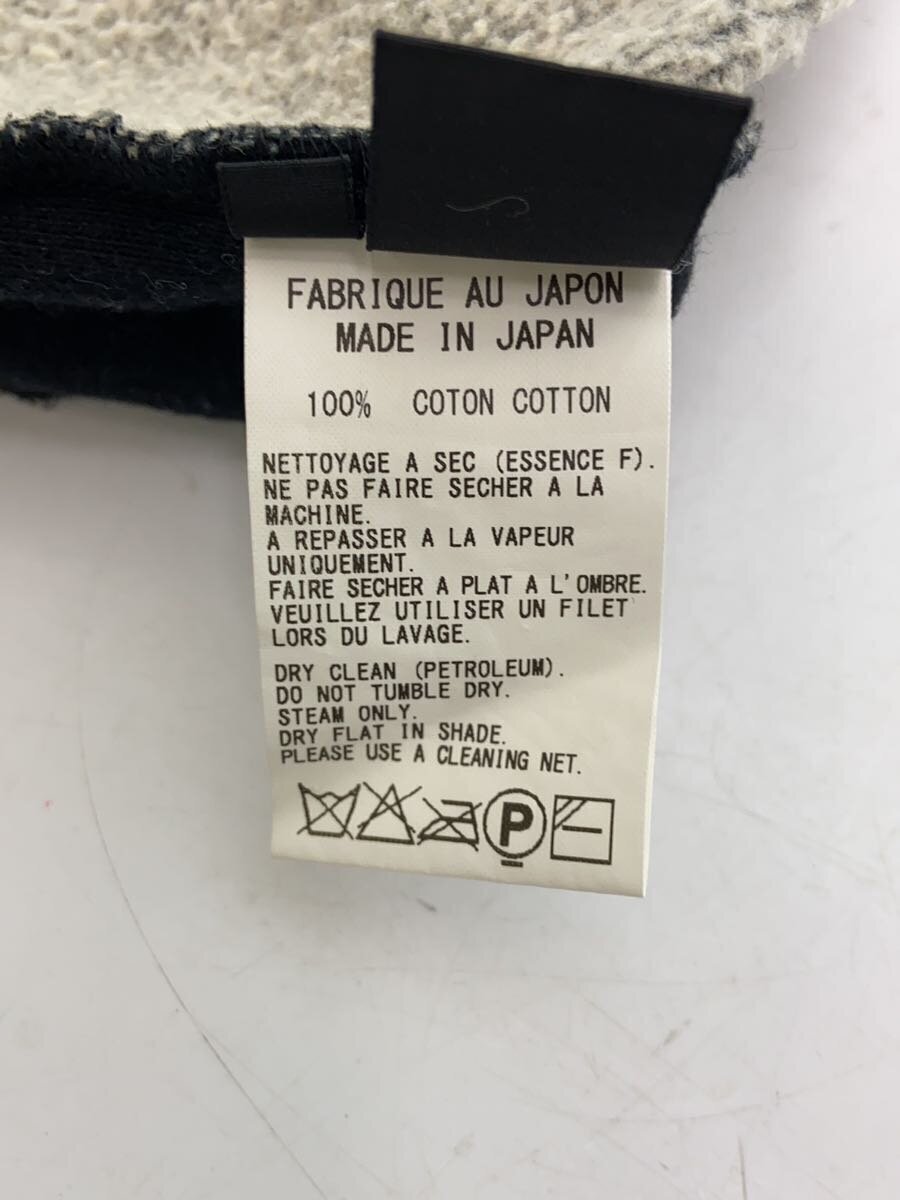 FABRIQUE AU JAPON
MADE IN JAPAN
100% COTON COTTON
NETTOYAGE A SEC (ESSENCE F).
NE PAS FAIRE SECHER A LA
MACHINE.
A REPASSER A LA VAPEUR
UNIQUEMENT.
FAIRE SECHER A PLAT A L'OMBRE.
VEUILLEZ UTILISER UN FILET
LORS DU LAVAGE.
DRY CLEAN (PETROLEUM).
DO NOT TUMBLE DRY.
STEAM ONLY.
DRY FLAT IN SHADE.
PLEASE USE A CLEANING NET.
P